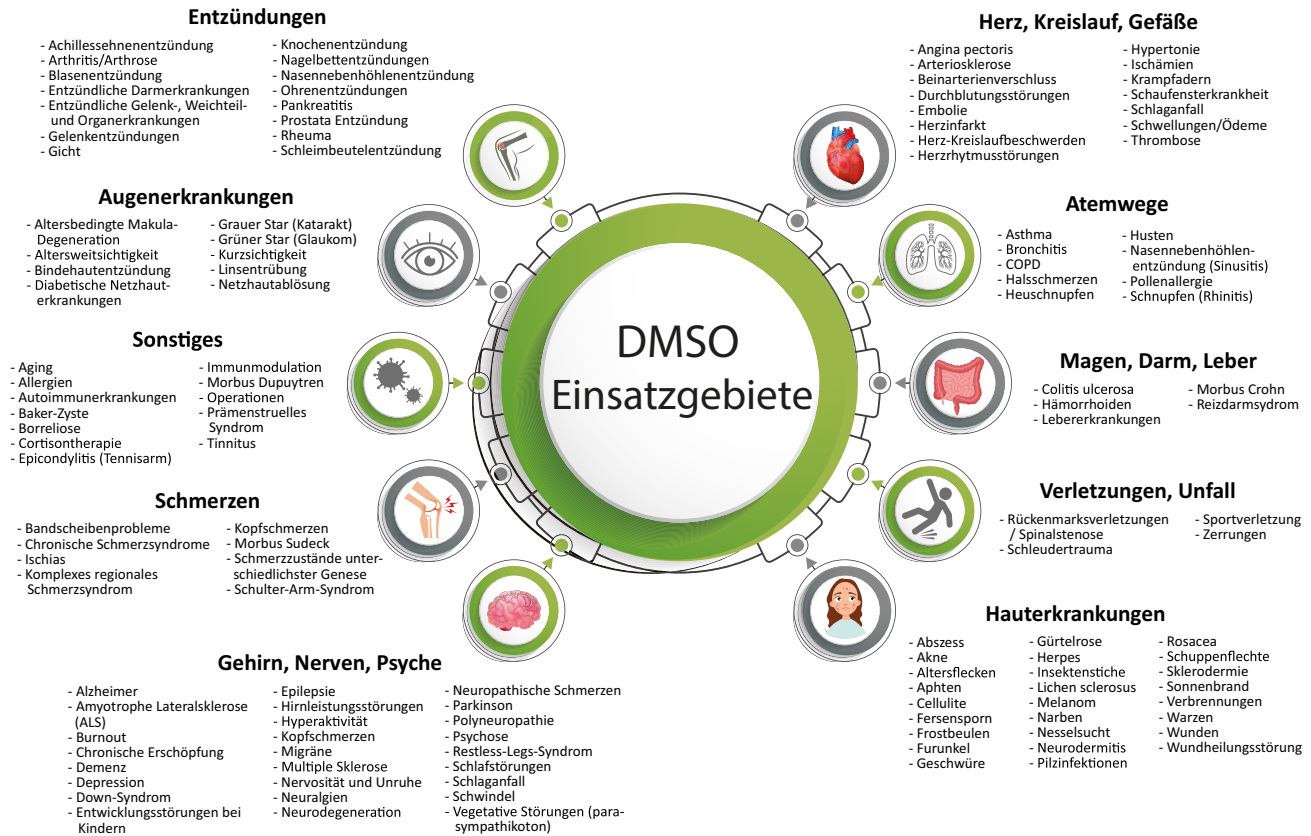 Entzündungen
- Achillessehnenentzündung
- Arthritis/Arthrose
- Blasenentzündung
- Entzündliche Darmerkrankungen
- Entzündliche Gelenk-, Weichteil-
und Organerkrankungen
- Gelenkentzündungen
- Gicht
- Knochenentzündung
- Nagelbettentzündungen
- Nasennebenhöhlenentzündung
- Ohrenentzündungen
- Pankreatitis
- Prostata Entzündung
- Rheuma
- Schleimbeutelentzündung
Herz, Kreislauf, Gefäße
- Angina pectoris
- Arteriosklerose
- Beinarterienverschluss
- Durchblutungsstörungen
- Embolie
- Herzinfarkt
- Herz-Kreislaufbeschwerden
- Herzrhytmusstörungen
- Hypertonie
- Ischämien
- Krampfadern
- Schaufensterkrankheit
- Schlaganfall
- Schwellungen/Ödeme
- Thrombose
Augenerkrankungen
- Altersbedingte Makula-
Degeneration
- Altersweitsichtigkeit
- Bindehautentzündung
- Diabetische Netzhaut-
erkrankungen
- Grauer Star (Katarakt)
- Grüner Star (Glaukom)
- Kurzsichtigkeit
- Linsentrübung
- Netzhautablösung
Atemwege
- Asthma
- Bronchitis
- COPD
- Halsschmerzen
- Heuschnupfen
- Husten
- Nasennebenhöhlen-
entzündung (Sinusitis)
- Pollenallergie
- Schnupfen (Rhinitis)
DMSO
Einsatzgebiete
Sonstiges
- Aging
- Allergien
- Autoimmunerkrankungen
- Baker-Zyste
- Borreliose
- Cortisontherapie
- Epicondylitis (Tennisarm)
- Immunmodulation
- Morbus Dupuytren
- Operationen
- Prämenstruelles
Syndrom
- Tinnitus
Magen, Darm, Leber
- Colitis ulcerosa
- Hämorrhoiden
- Lebererkrankungen
- Morbus Crohn
- Reizdarmsydrom
Schmerzen
- Bandscheibenprobleme
- Chronische Schmerzsyndrome
- Ischias
- Komplexes regionales
Schmerzsyndrom
- Kopfschmerzen
- Morbus Sudeck
- Schmerzzustände unter-
schiedlichster Genese
- Schulter-Arm-Syndrom
Verletzungen, Unfall
- Rückenmarksverletzungen
/ Spinalstenose
- Schleudertrauma
- Sportverletzung
- Zerrungen
Gehirn, Nerven, Psyche
- Alzheimer
- Amyotrophe Lateralsklerose
(ALS)
- Burnout
- Chronische Erschöpfung
- Demenz
- Depression
- Down-Syndrom
- Entwicklungsstörungen bei
Kindern
- Epilepsie
- Hirnleistungsstörungen
- Hyperaktivität
- Kopfschmerzen
- Migräne
- Multiple Sklerose
- Nervosität und Unruhe
- Neuralgien
- Neurodegeneration
- Neuropathische Schmerzen
- Parkinson
- Polyneuropathie
- Psychose
- Restless-Legs-Syndrom
- Schlafstörungen
- Schlaganfall
- Schwindel
- Vegetative Störungen (para-
sympathikoton)
Hauterkrankungen
- Abszess
- Akne
- Altersflecken
- Aphten
- Cellulite
- Fersensporn
- Frostbeulen
- Furunkel
- Geschwüre
- Gürtelrose
- Herpes
- Insektenstiche
- Lichen sclerosus
- Melanom
- Narben
- Nesselsucht
- Neurodermitis
- Pilzinfektionen
- Rosacea
- Schuppenflechte
- Sklerodermie
- Sonnenbrand
- Verbrennungen
- Warzen
- Wunden
- Wundheilungsstörung